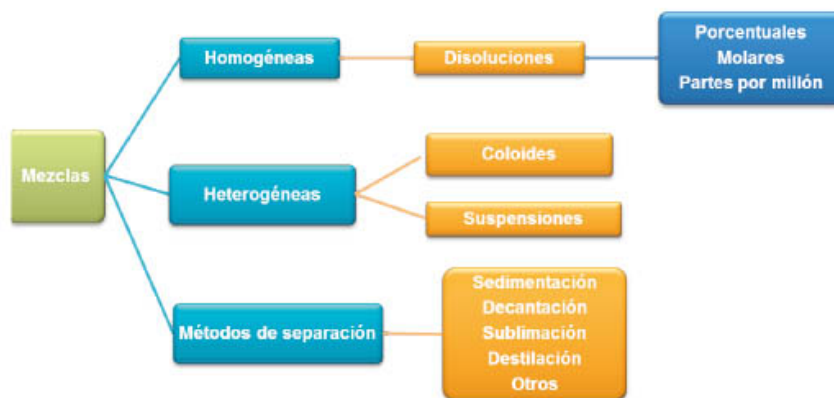 Mezclas
Homogéneas
Disoluciones
Porcentuales
Molares
Partes por millón
Heterogéneas
Coloides
Suspensiones
Métodos de separación
Sedimentación
Decantación
Sublimación
Destilación
Otros